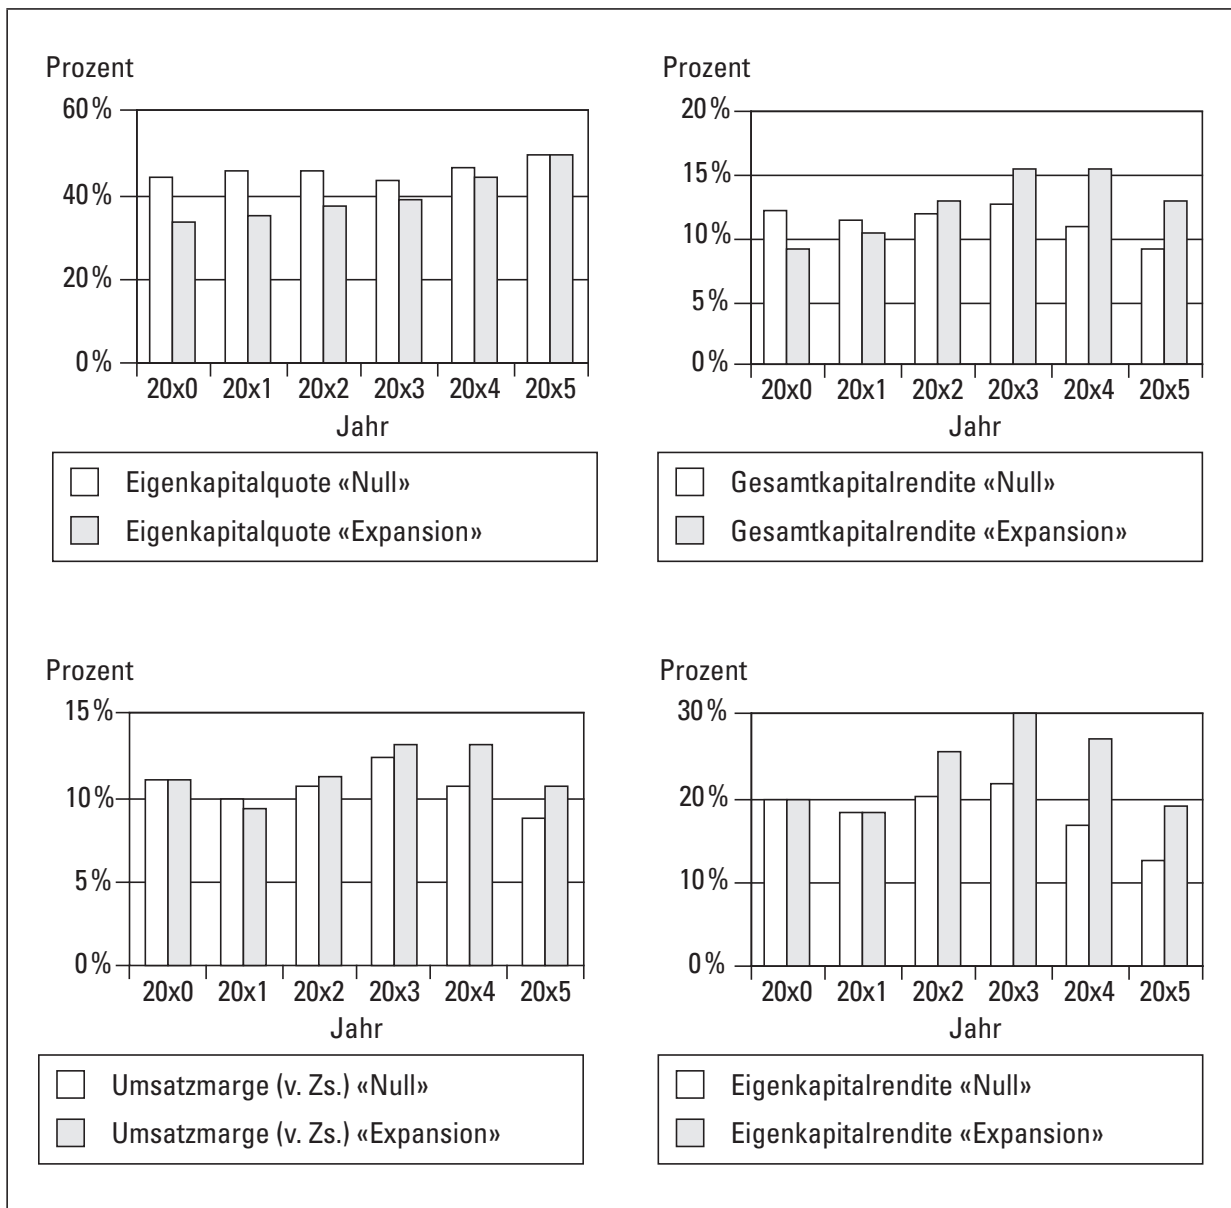 Prozent
60%
40%
20%
0%
20x0 20x1 20x2 20x3 20x4 20x5
Jahr
Eigenkapitalquote «Null»
Eigenkapitalquote «Expansion»
Prozent
20%
15%
10%
5%
0%
20x0 20x1 20x2 20x3 20x4 20x5
Jahr
Gesamtkapitalrendite «Null»
Gesamtkapitalrendite «Expansion»
Prozent
15%
10%
5%
0%
20x0 20x1 20x2 20x3 20x4 20x5
Jahr
Umsatzmarge (v. Zs.) «Null»
Umsatzmarge (v. Zs.) «Expansion»
Prozent
30%
20%
10%
0%
20x0 20x1 20x2 20x3 20x4 20x5
Jahr
Eigenkapitalrendite «Null»
Eigenkapitalrendite «Expansion»